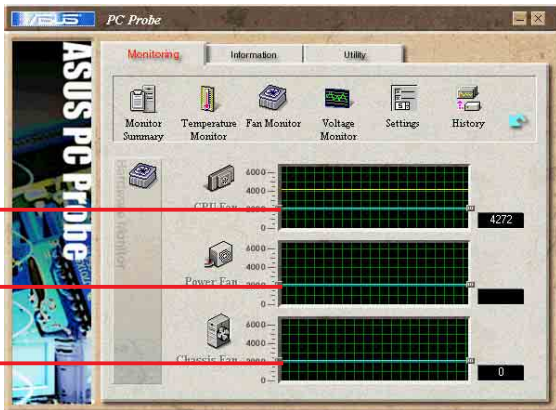 ASUS
PC Probe
ASUS PC Probe
Monitoring
Information
Utility
Monitor
Summary
Temperature
Monitor
Fan Monitor
Voltage
Monitor
Settings
History
Hardware Monitor
6000
4000
CPU Fan
0
4272
6000
4000
Power Fan
2000
0
6000
4000
Chassis Fan
2000
0
0